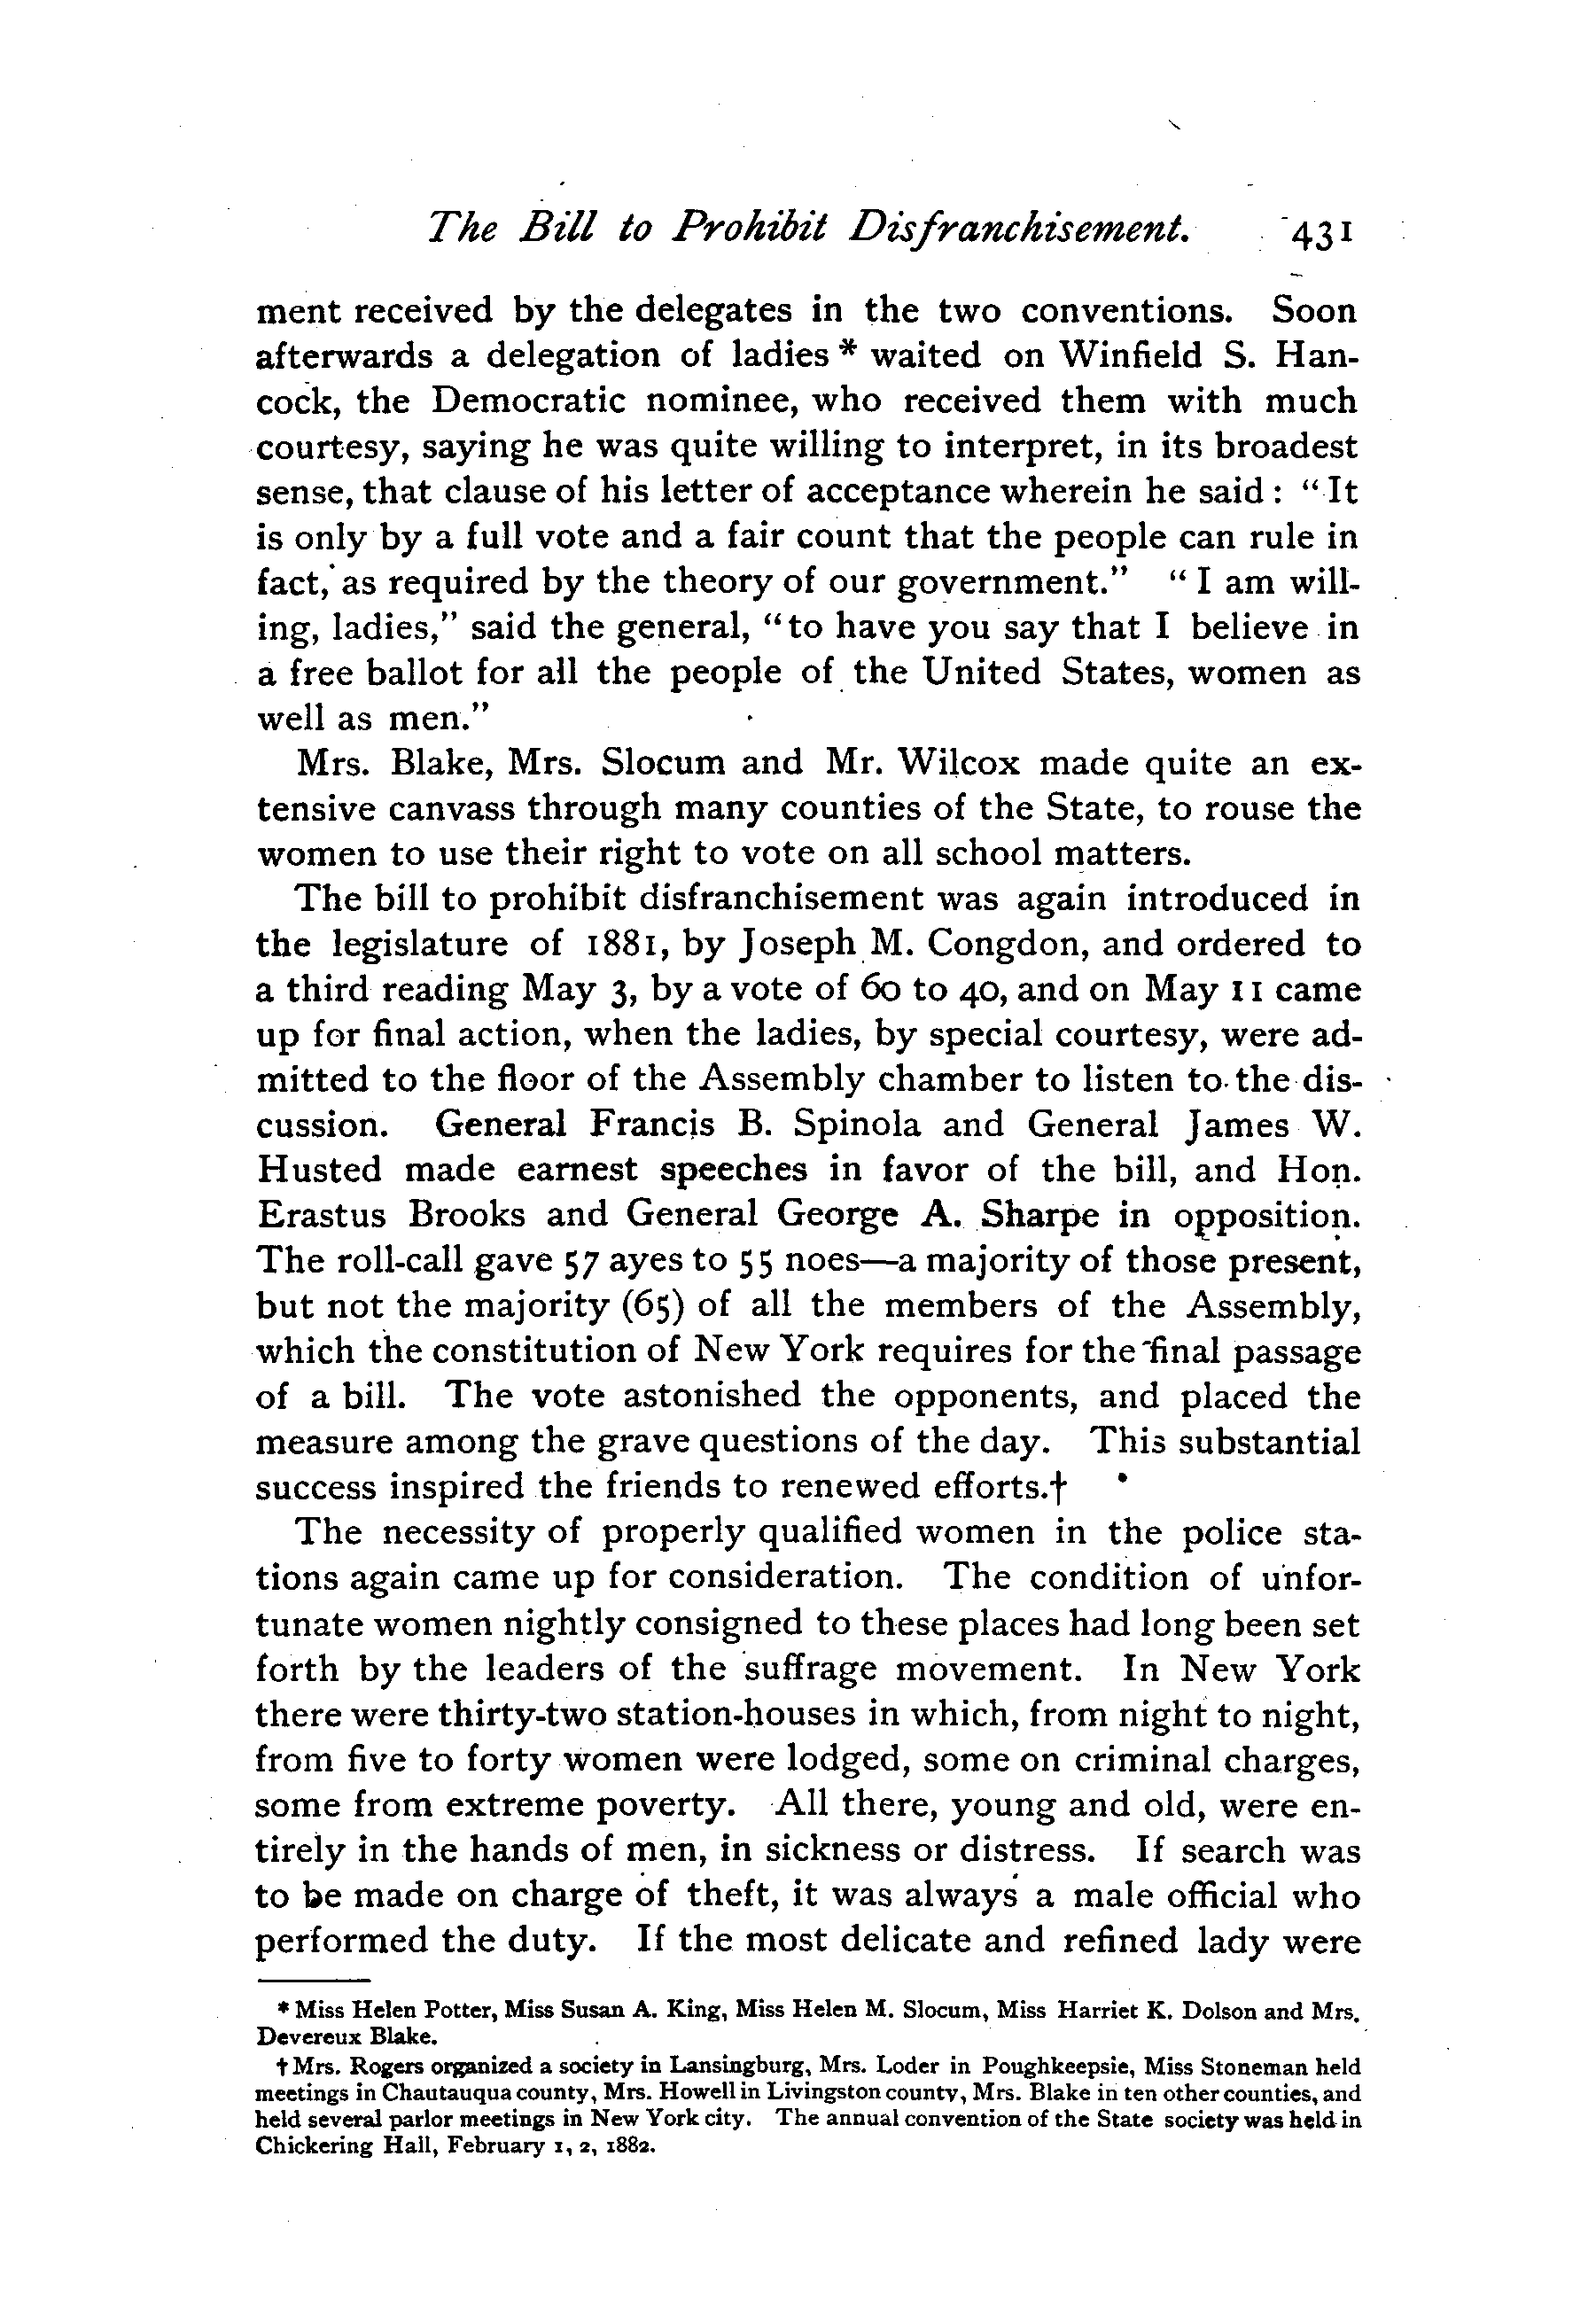 The Bill to Prohibit Disfranchisement. 431
ment received by the delegates in the two conventions. Soon
afterwards a delegation of ladies * waited on Winfield S. Han-
cock, the Democratic nominee, who received them with much
courtesy, saying he was quite willing to interpret, in its broadest
sense, that clause of his letter of acceptance wherein he said: "It
is only by a full vote and a fair count that the people can rule in
fact, as required by the theory of our government." "I am will-
ing, ladies," said the general, "to have you say that I believe in
a free ballot for all the people of the United States, women as
well as men."
Mrs. Blake, Mrs. Slocum and Mr. Wilcox made quite an ex-
tensive canvass through many counties of the State, to rouse the
women to use their right to vote on all school matters.
The bill to prohibit disfranchisement was again introduced in
the legislature of 1881, by Joseph M. Congdon, and ordered to
a third reading May 3, by a vote of 60 to 40, and on May 11 came
up for final action, when the ladies, by special courtesy, were ad-
mitted to the floor of the Assembly chamber to listen to the dis-
cussion. General Francis B. Spinola and General James W.
Husted made earnest speeches in favor of the bill, and Hon.
Erastus Brooks and General George A. Sharpe in opposition.
The roll-call gave 57 ayes to 55 noes—a majority of those present,
but not the majority (65) of all the members of the Assembly,
which the constitution of New York requires for the final passage
of a bill. The vote astonished the opponents, and placed the
measure among the grave questions of the day. This substantial
success inspired the friends to renewed efforts.†
The necessity of properly qualified women in the police sta-
tions again came up for consideration. The condition of unfor-
tunate women nightly consigned to these places had long been set
forth by the leaders of the suffrage movement. In New York
there were thirty-two station-houses in which, from night to night,
from five to forty women were lodged, some on criminal charges,
some from extreme poverty. All there, young and old, were en-
tirely in the hands of men, in sickness or distress. If search was
to be made on charge of theft, it was always a male official who
performed the duty. If the most delicate and refined lady were
* Miss Helen Potter, Miss Susan A. King, Miss Helen M. Slocum, Miss Harriet K. Dolson and Mrs.
Devereux Blake.
† Mrs. Rogers organized a society in Lansingburg, Mrs. Loder in Poughkeepsie, Miss Stoneman held
meetings in Chautauqua county, Mrs. Howell in Livingston county, Mrs. Blake in ten other counties, and
held several parlor meetings in New York city. The annual convention of the State society was held in
Chickering Hall, February 1, 2, 1882.